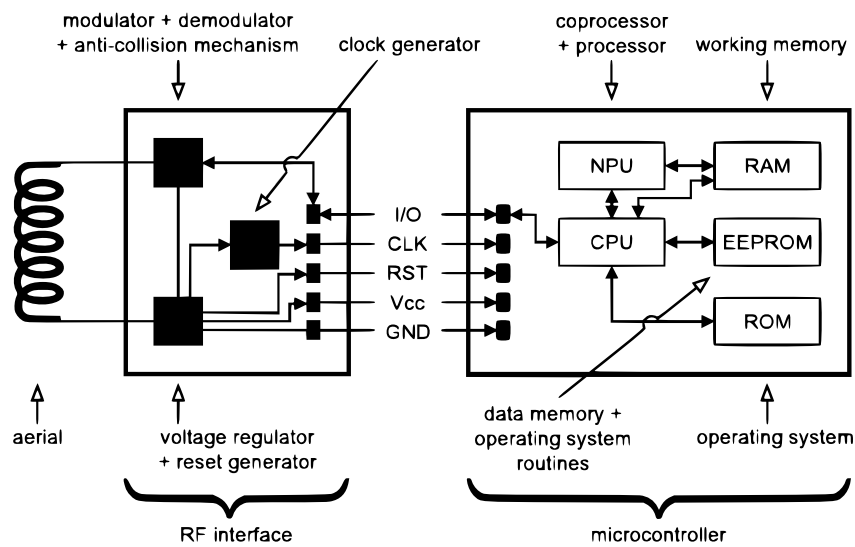 modulator + demodulator
+ anti-collision mechanism
clock generator
coprocessor
+ processor
working memory
NPU
RAM
I/O
CLK
CPU
EEPROM
RST
Vcc
GND
ROM
aerial
voltage regulator
+ reset generator
data memory +
operating system
routines
operating system
RF interface
microcontroller